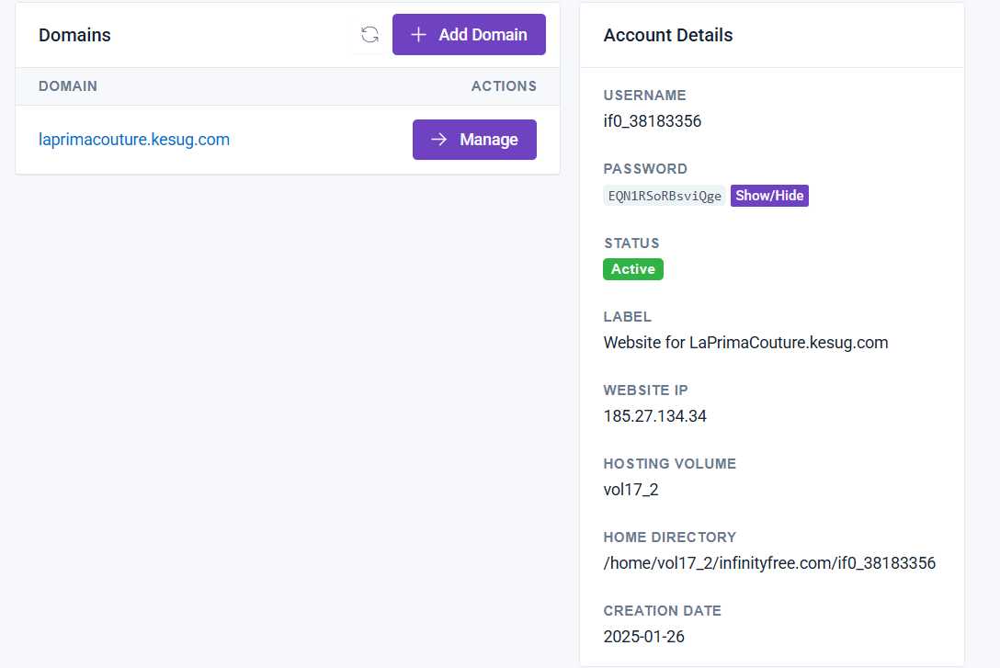 Domains
Add Domain
DOMAIN
ACTIONS
laprimacouture.kesug.com
Manage
Account Details
USERNAME
if0_38183356
PASSWORD
EQN1RSoRBsviQge Show/Hide
STATUS
Active
LABEL
Website for LaPrimaCouture.kesug.com
WEBSITE IP
185.27.134.34
HOSTING VOLUME
vol17_2
HOME DIRECTORY
/home/vol17_2/infinityfree.com/if0_38183356
CREATION DATE
2025-01-26